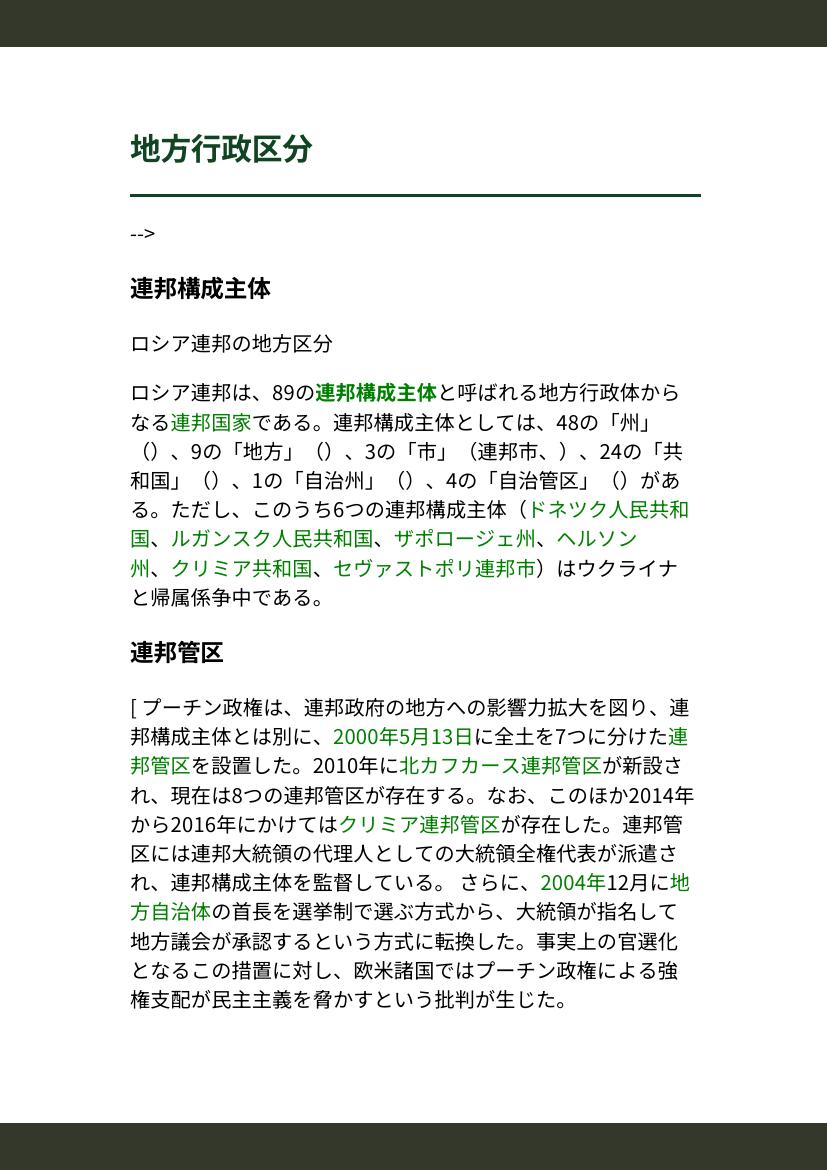 地方行政区分
-->
連邦構成主体
ロシア連邦の地方区分
ロシア連邦は、89の連邦構成主体と呼ばれる地方行政体から
なる連邦国家である。連邦構成主体としては、48の「州」
（）、9の「地方」（）、3の「市」（連邦市、）、24の「共
和国」（）、1の「自治州」（）、4の「自治管区」（）があ
る。ただし、このうち6つの連邦構成主体（ドネツク人民共和
国、ルガンスク人民共和国、ザポロージェ州、ヘルソン
州、クリミア共和国、セヴァストポリ連邦市）はウクライナ
と帰属係争中である。
連邦管区
[ プーチン政権は、連邦政府の地方への影響力拡大を図り、連
邦構成主体とは別に、2000年5月13日に全土を7つに分けた連
邦管区を設置した。2010年に北カフカース連邦管区が新設さ
れ、現在は8つの連邦管区が存在する。なお、このほか2014年
から2016年にかけてはクリミア連邦管区が存在した。連邦管
区には連邦大統領の代理人としての大統領全権代表が派遣さ
れ、連邦構成主体を監督している。 さらに、2004年12月に地
方自治体の首長を選挙制で選ぶ方式から、大統領が指名して
地方議会が承認するという方式に転換した。事実上の官選化
となるこの措置に対し、欧米諸国ではプーチン政権による強
権支配が民主主義を脅かすという批判が生じた。